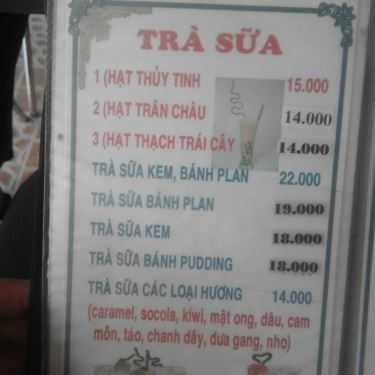 TRÀ SỮA
1 (HẠT THỦY TINH 15.000
2 (HẠT TRÂN CHÂU 14.000
3 (HẠT THẠCH TRÁI CÂY 14.000
TRÀ SỮA KEM, BÁNH PLAN 22.000
TRÀ SỮA BÁNH PLAN 19.000
TRÀ SỮA KEM 18.000
TRÀ SỮA BÁNH PUDDING 18.000
TRÀ SỮA CÁC LOẠI HƯƠNG 14.000
(caramel, socola, kiwi, mật ong, dâu, cam
môn, táo, chanh dây, dưa gang, nho)